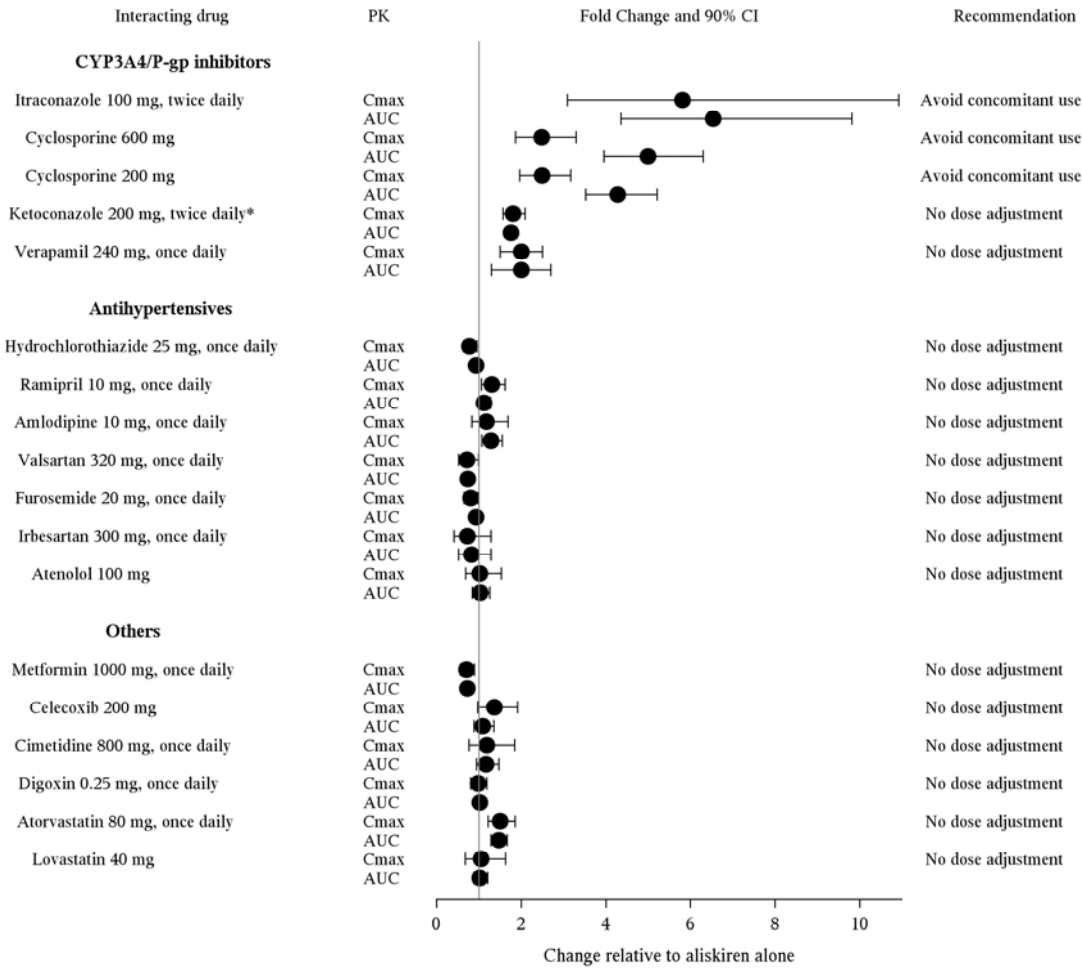 Interacting drug PK Fold Change and 90% CI Recommendation
CYP3A4/P-gp inhibitors
Itraconazole 100 mg, twice daily Cmax Avoid concomitant use
AUC
Cyclosporine 600 mg Cmax Avoid concomitant use
AUC
Cyclosporine 200 mg Cmax Avoid concomitant use
AUC
Ketoconazole 200 mg, twice daily* Cmax No dose adjustment
AUC
Verapamil 240 mg, once daily Cmax No dose adjustment
AUC
Antihypertensives
Hydrochlorothiazide 25 mg, once daily Cmax No dose adjustment
AUC
Ramipril 10 mg, once daily Cmax No dose adjustment
AUC
Amlodipine 10 mg, once daily Cmax No dose adjustment
AUC
Valsartan 320 mg, once daily Cmax No dose adjustment
AUC
Furosemide 20 mg, once daily Cmax No dose adjustment
AUC
Irbesartan 300 mg, once daily Cmax No dose adjustment
AUC
Atenolol 100 mg Cmax No dose adjustment
AUC
Others
Metformin 1000 mg, once daily Cmax No dose adjustment
AUC
Celecoxib 200 mg Cmax No dose adjustment
AUC
Cimetidine 800 mg, once daily Cmax No dose adjustment
AUC
Digoxin 0.25 mg, once daily Cmax No dose adjustment
AUC
Atorvastatin 80 mg, once daily Cmax No dose adjustment
AUC
Lovastatin 40 mg Cmax No dose adjustment
AUC
0 2 4 6 8 10
Change relative to aliskiren alone